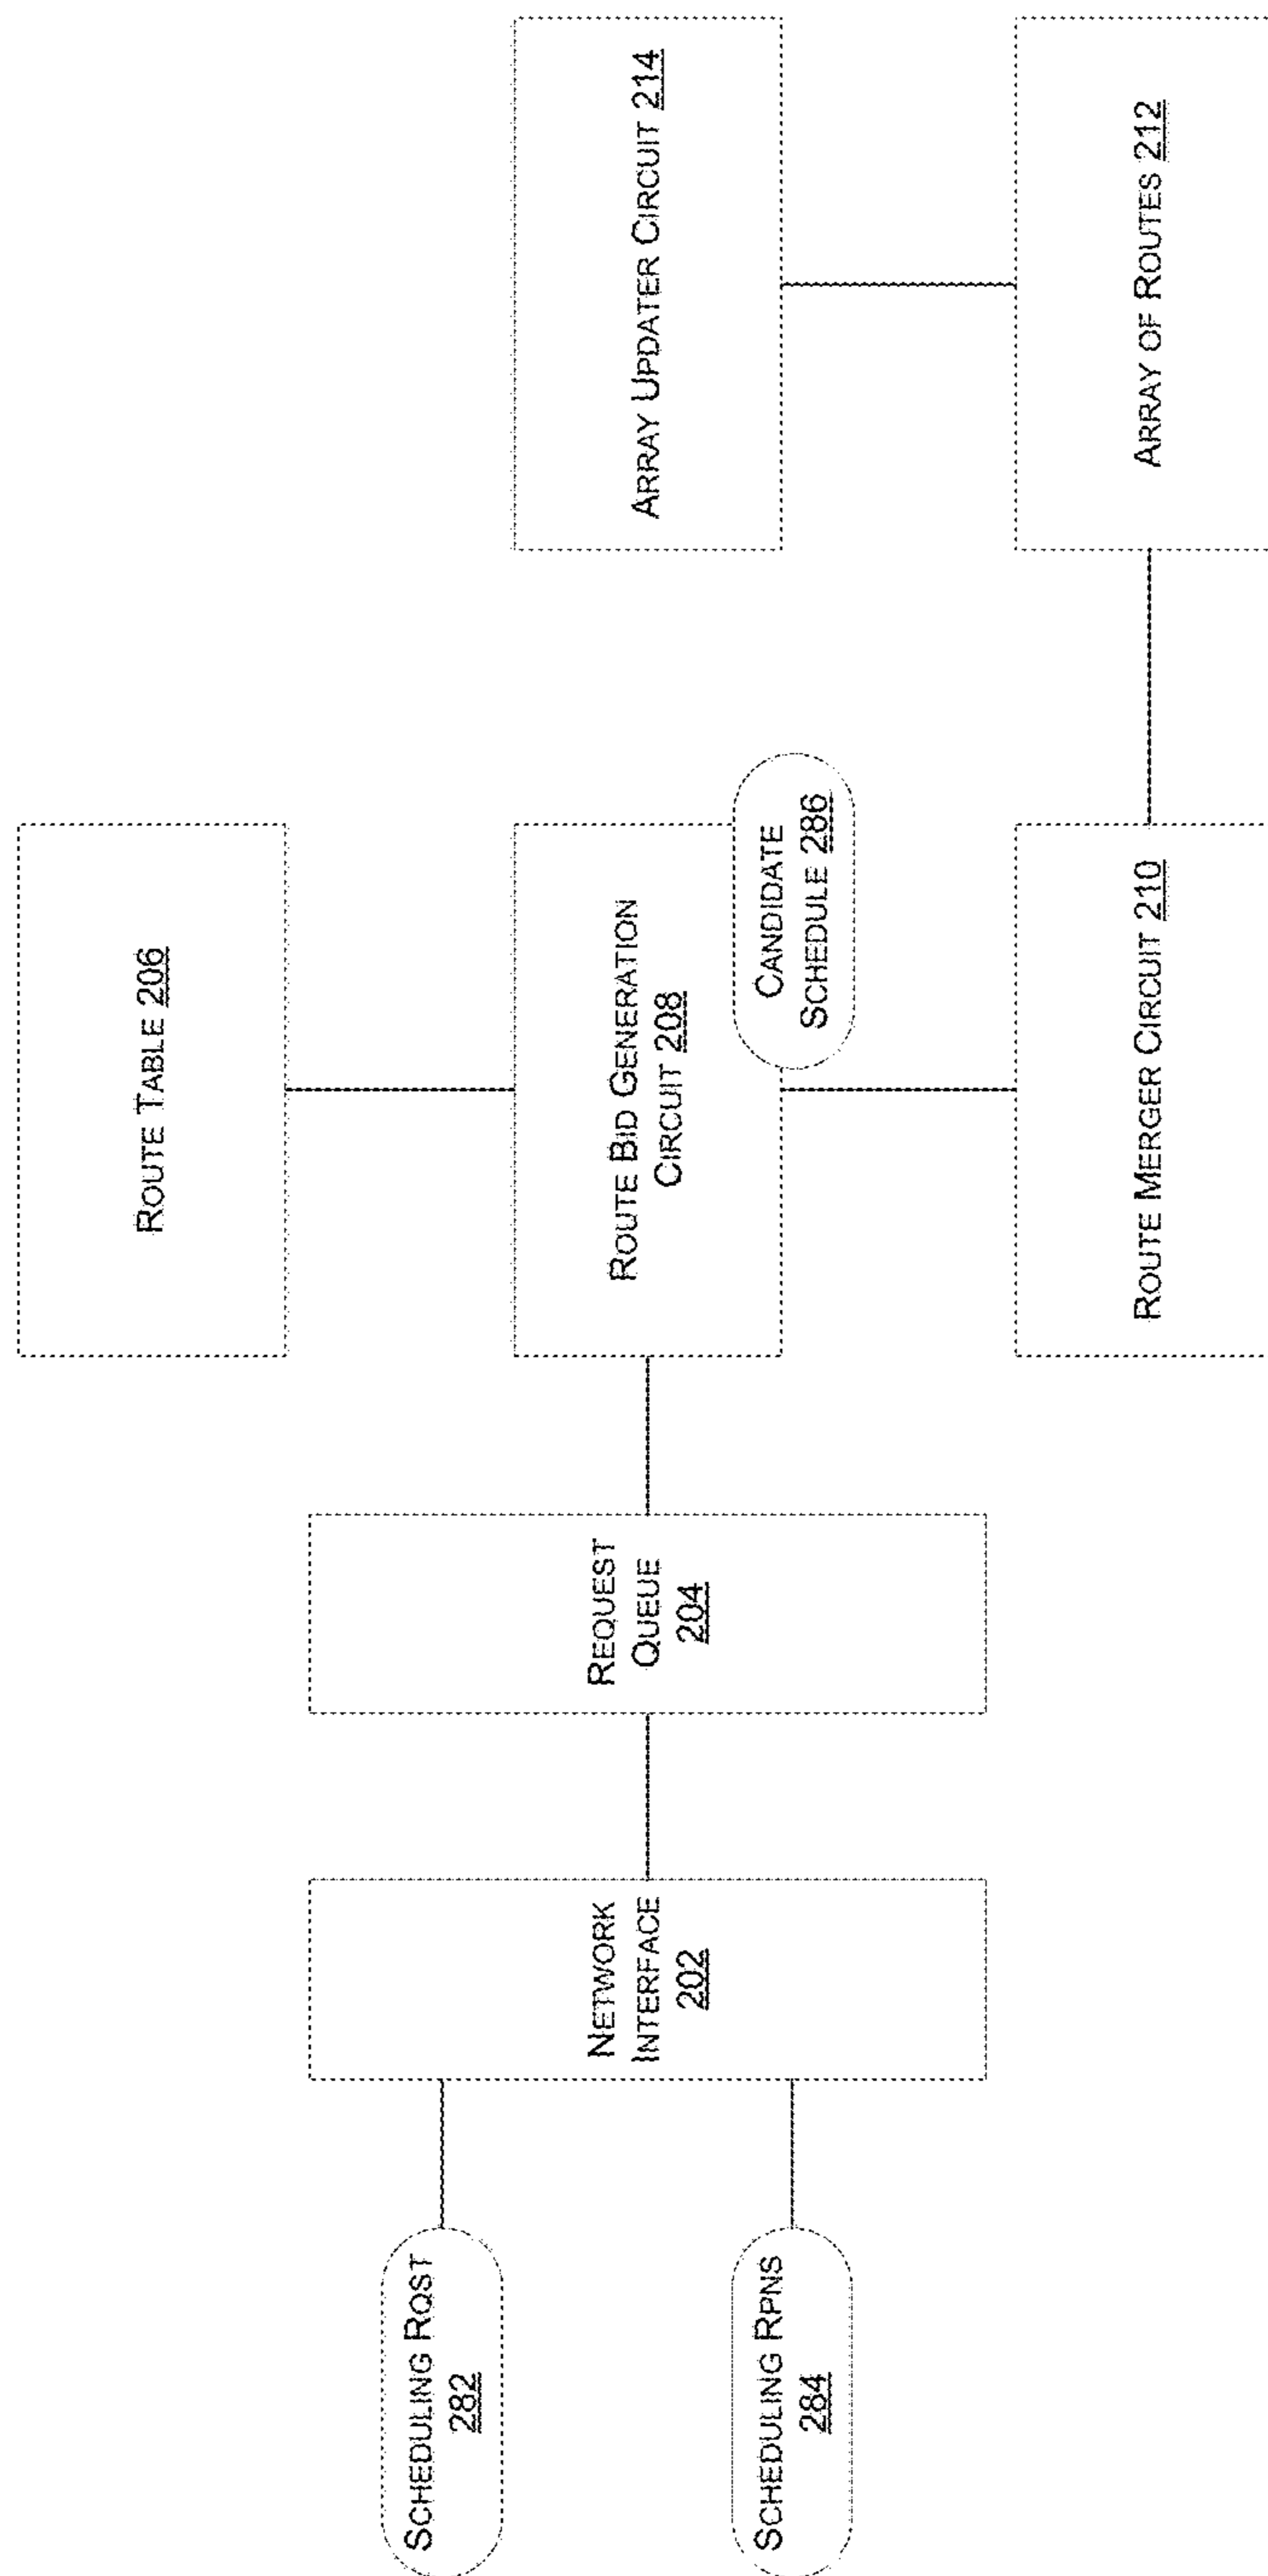 SCHEDULING RQST
282
SCHEDULING RPNS
284
NETWORK
INTERFACE
202
REQUEST
QUEUE
204
ROUTE TABLE 206
ROUTE BID GENERATION
CIRCUIT 208
CANDIDATE
SCHEDULE 286
ROUTE MERGER CIRCUIT 210
ARRAY UPDATER CIRCUIT 214
ARRAY OF ROUTES 212